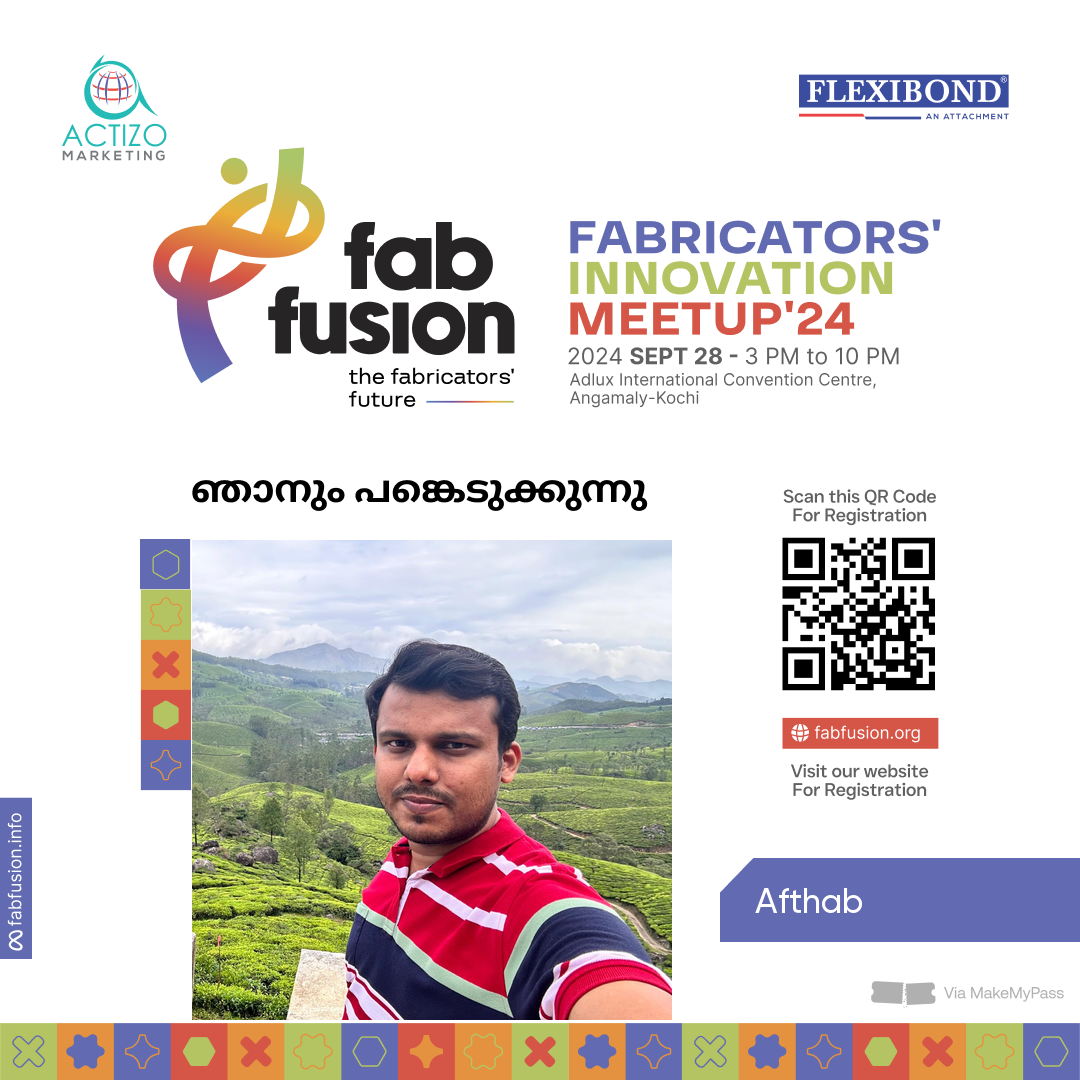 ACTIZO
MARKETING
FLEXIBOND®
AN ATTACHMENT
fab
fusion
the fabricators'
future
FABRICATORS'
INNOVATION
MEETUP'24
2024 SEPT 28 - 3 PM to 10 PM
Adlux International Convention Centre,
Angamaly-Kochi
ഞാനും പങ്കെടുക്കുന്നു
Scan this QR Code
For Registration
fabfusion.org
Visit our website
For Registration
fabfusion.info
Afthab
Via MakeMyPass